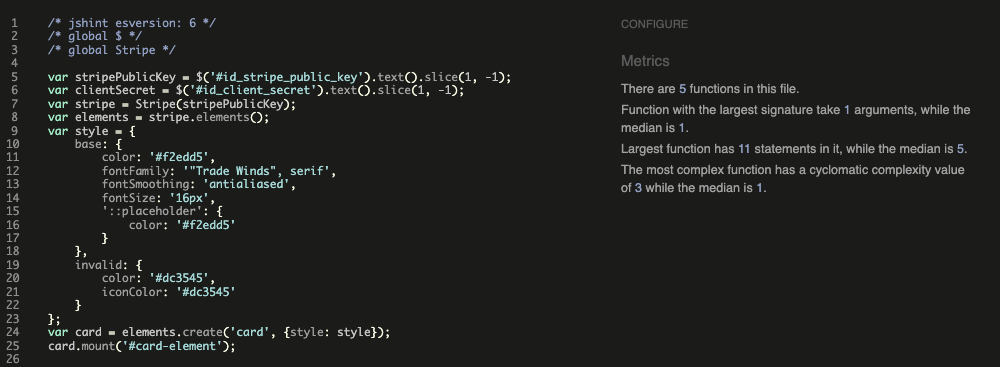 1 /* jshint esversion: 6 */
2 /* global $ */
3 /* global Stripe */
4
5 var stripePublicKey = $('#id_stripe_public_key').text().slice(1, -1);
6 var clientSecret = $('#id_client_secret').text().slice(1, -1);
7 var stripe = Stripe(stripePublicKey);
8 var elements = stripe.elements();
9 var style = {
10     base: {
11         color: '#f2edd5',
12         fontFamily: '"Trade Winds", serif',
13         fontSmoothing: 'antialiased',
14         fontSize: '16px',
15         '::placeholder': {
16             color: '#f2edd5'
17         }
18     },
19     invalid: {
20         color: '#dc3545',
21         iconColor: '#dc3545'
22     }
23 };
24 var card = elements.create('card', {style: style});
25 card.mount('#card-element');
26
CONFIGURE
Metrics
There are 5 functions in this file.
Function with the largest signature take 1 arguments, while the
median is 1.
Largest function has 11 statements in it, while the median is 5.
The most complex function has a cyclomatic complexity value
of 3 while the median is 1.